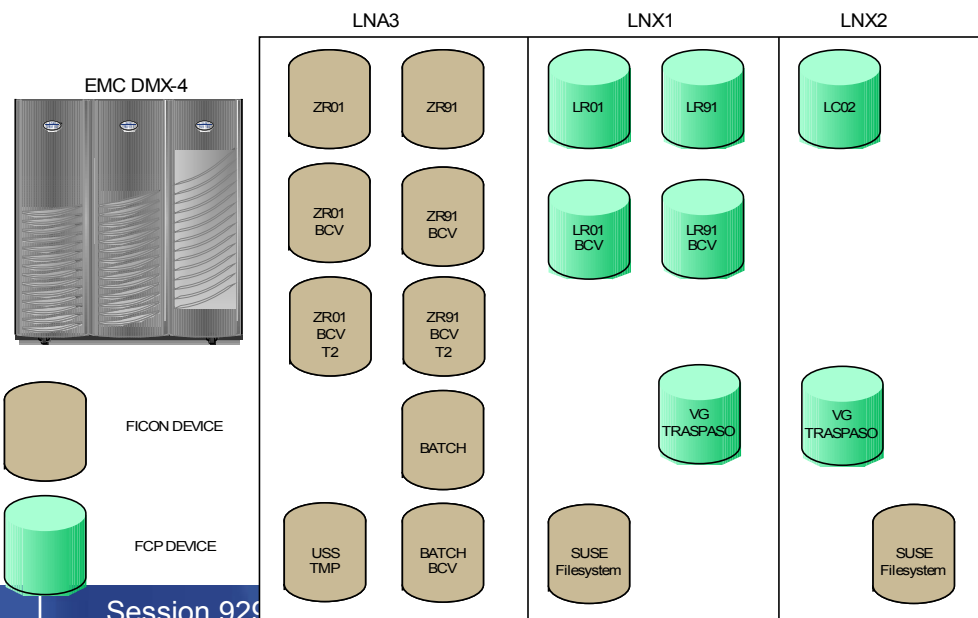 LNA3
LNX1
LNX2
EMC DMX-4
ZR01
ZR91
LR01
LR91
LC02
ZR01
BCV
ZR91
BCV
LR01
BCV
LR91
BCV
ZR01
BCV
T2
ZR91
BCV
T2
VG
TRASPASO
VG
TRASPASO
FICON DEVICE
BATCH
FCP DEVICE
USS
TMP
BATCH
BCV
SUSE
Filesystem
SUSE
Filesystem
Session 929